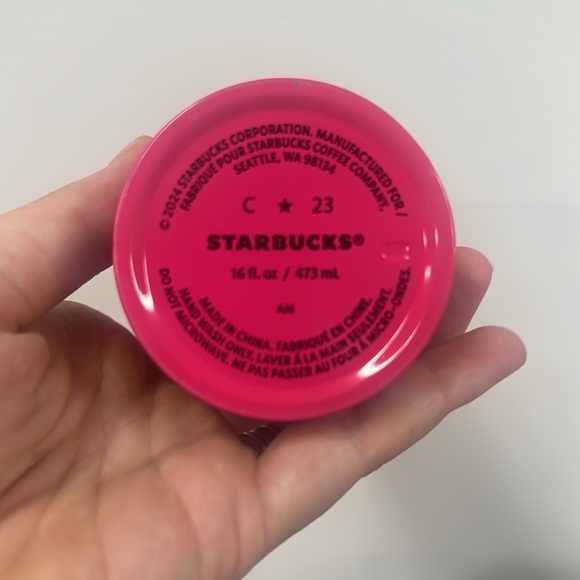 © 2024 STARBUCKS CORPORATION. MANUFACTURED FOR /
FABRIQUÉ POUR STARBUCKS COFFEE COMPANY,
SEATTLE, WA 98134
C ★ 23
STARBUCKS®
16 fl. oz / 473 mL
AM
MADE IN CHINA. FABRIQUÉ EN CHINE.
HAND WASH ONLY. LAVER À LA MAIN SEULEMENT.
DO NOT MICROWAVE. NE PAS PASSER AU FOUR À MICRO-ONDES.